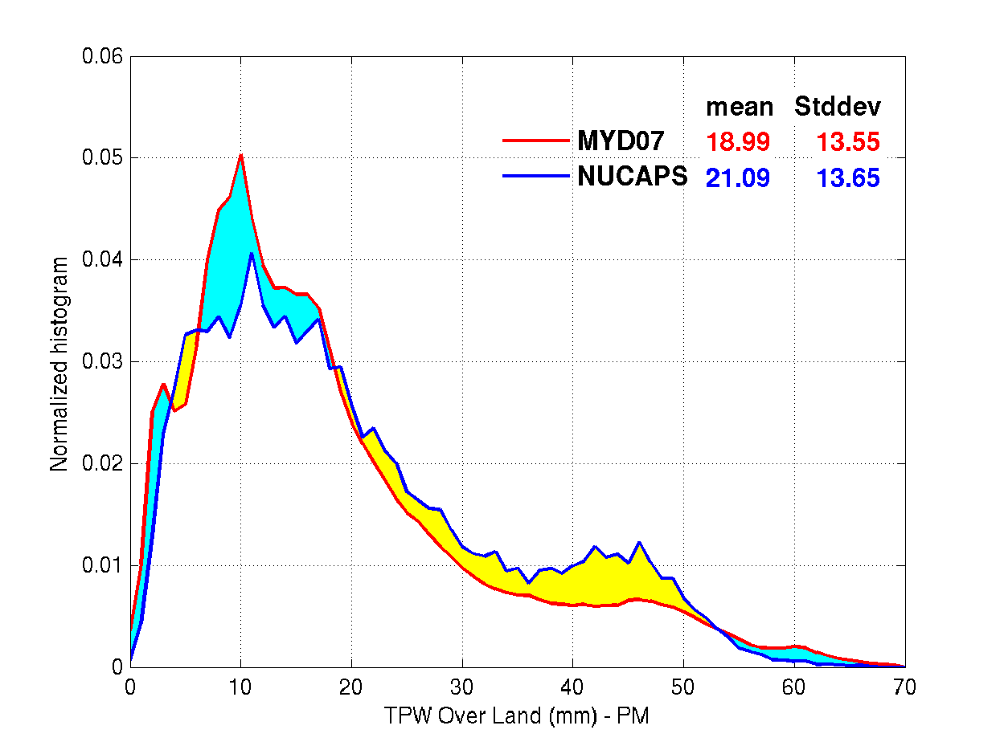 0.06
mean Stddev
MYD07 18.99 13.55
0.05
NUCAPS 21.09 13.65
0.04
0.03
0.02
0.01
0
Normalized histogram
0 10 20 30 40 50 60 70
TPW Over Land (mm) - PM